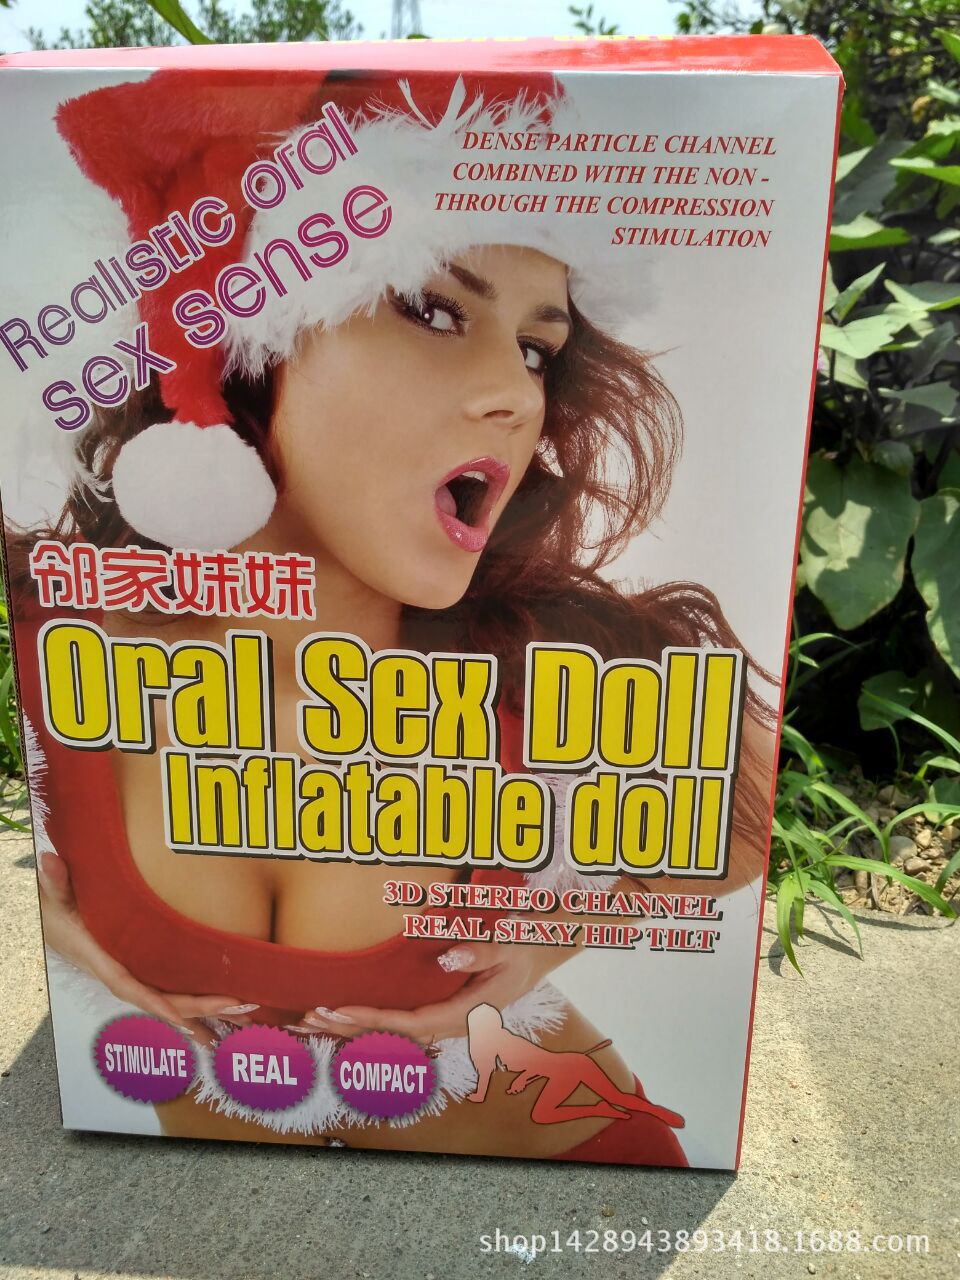 Realistic oral
sex sense
DENSE PARTICLE CHANNEL
COMBINED WITH THE NON -
THROUGH THE COMPRESSION
STIMULATION
邻家妹妹
Oral Sex Doll
Inflatable doll
3D STEREO CHANNEL
REAL SEXY HIP TILT
STIMULATE
REAL
COMPACT
shop1428943893418.1688.com